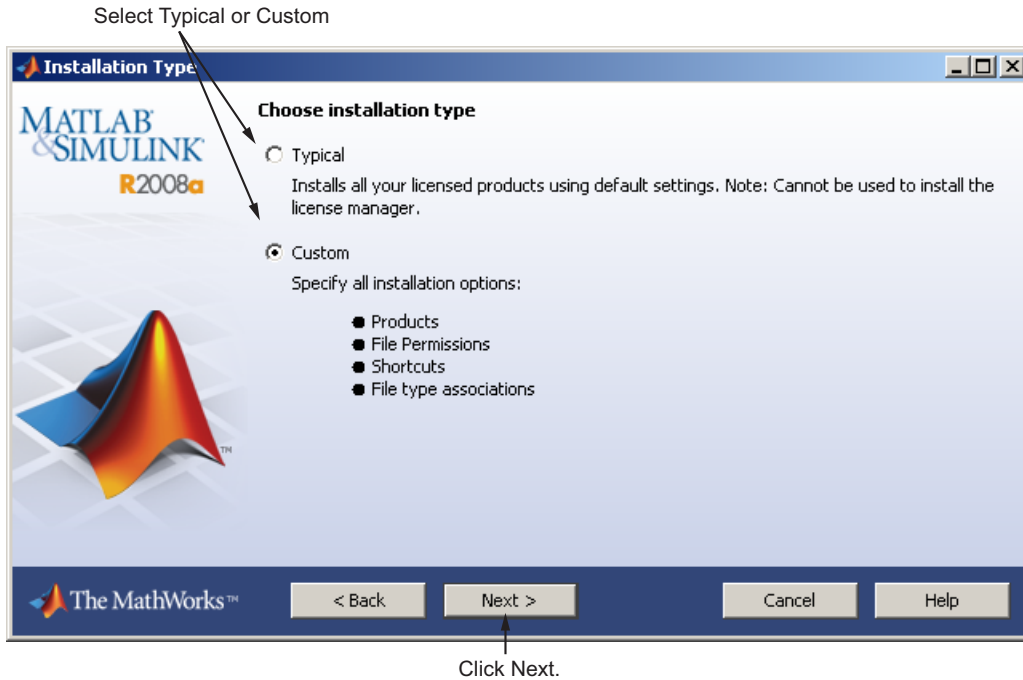 Select Typical or Custom
Installation Type
MATLAB®
&SIMULINK®
R2008a
Choose installation type
Typical
Installs all your licensed products using default settings. Note: Cannot be used to install the
license manager.
Custom
Specify all installation options:
● Products
● File Permissions
● Shortcuts
● File type associations
TM
The MathWorks™
< Back
Next >
Cancel
Help
Click Next.